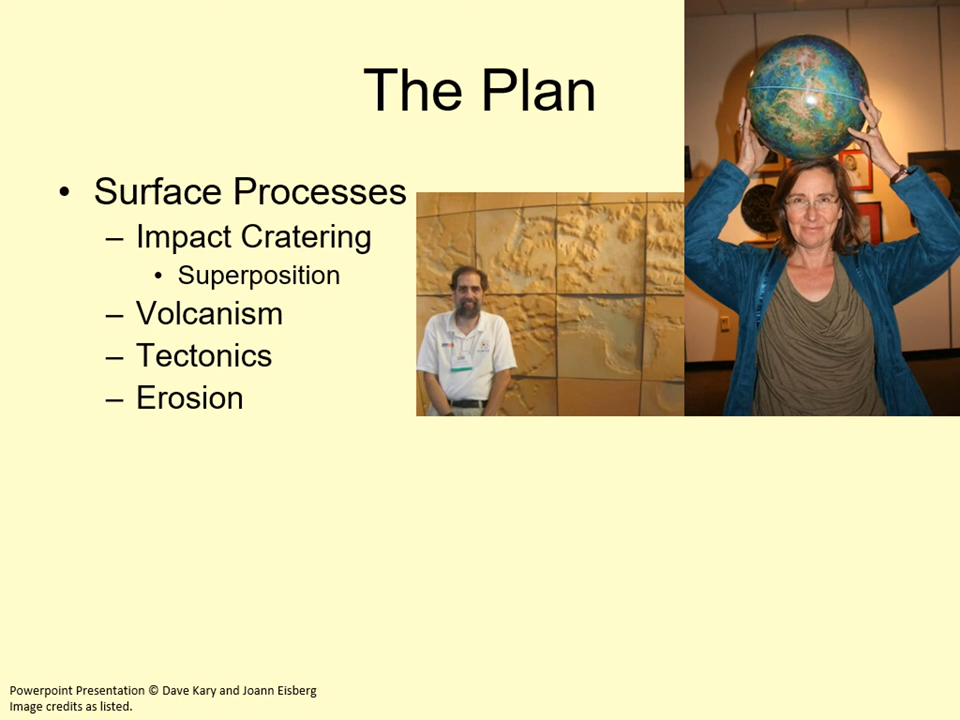 The Plan
• Surface Processes
– Impact Cratering
• Superposition
– Volcanism
– Tectonics
– Erosion
Powerpoint Presentation © Dave Kary and Joann Eisberg
Image credits as listed.